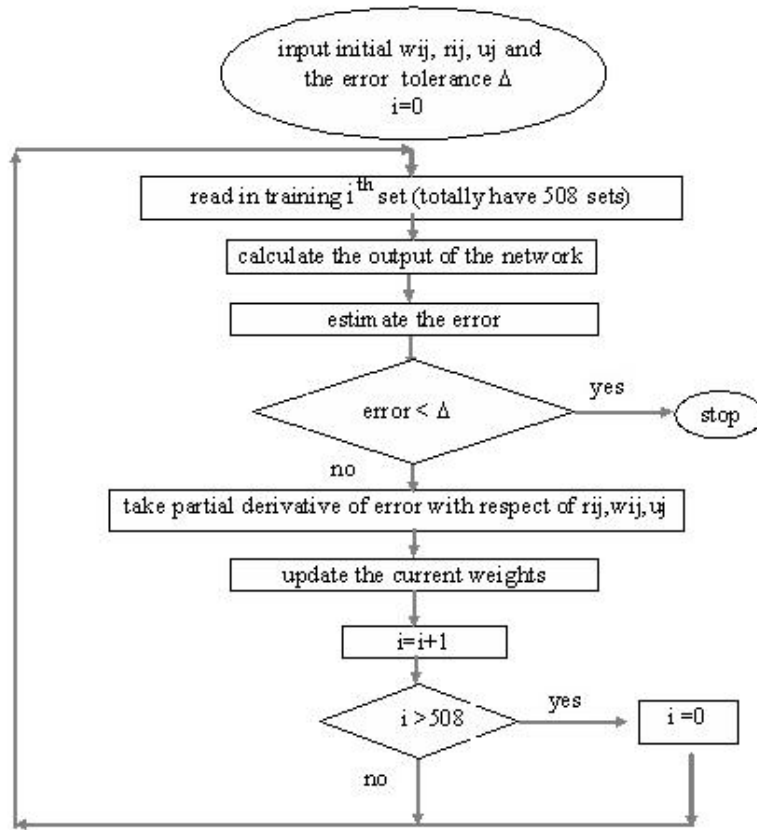 input initial wij, rij, uj and
the error tolerance Δ
i=0
read in training i^th set (totally have 508 sets)
calculate the output of the network
estimate the error
error < Δ
yes
stop
no
take partial derivative of error with respect of rij,wij,uj
update the current weights
i=i+1
i >508
yes
i =0
no